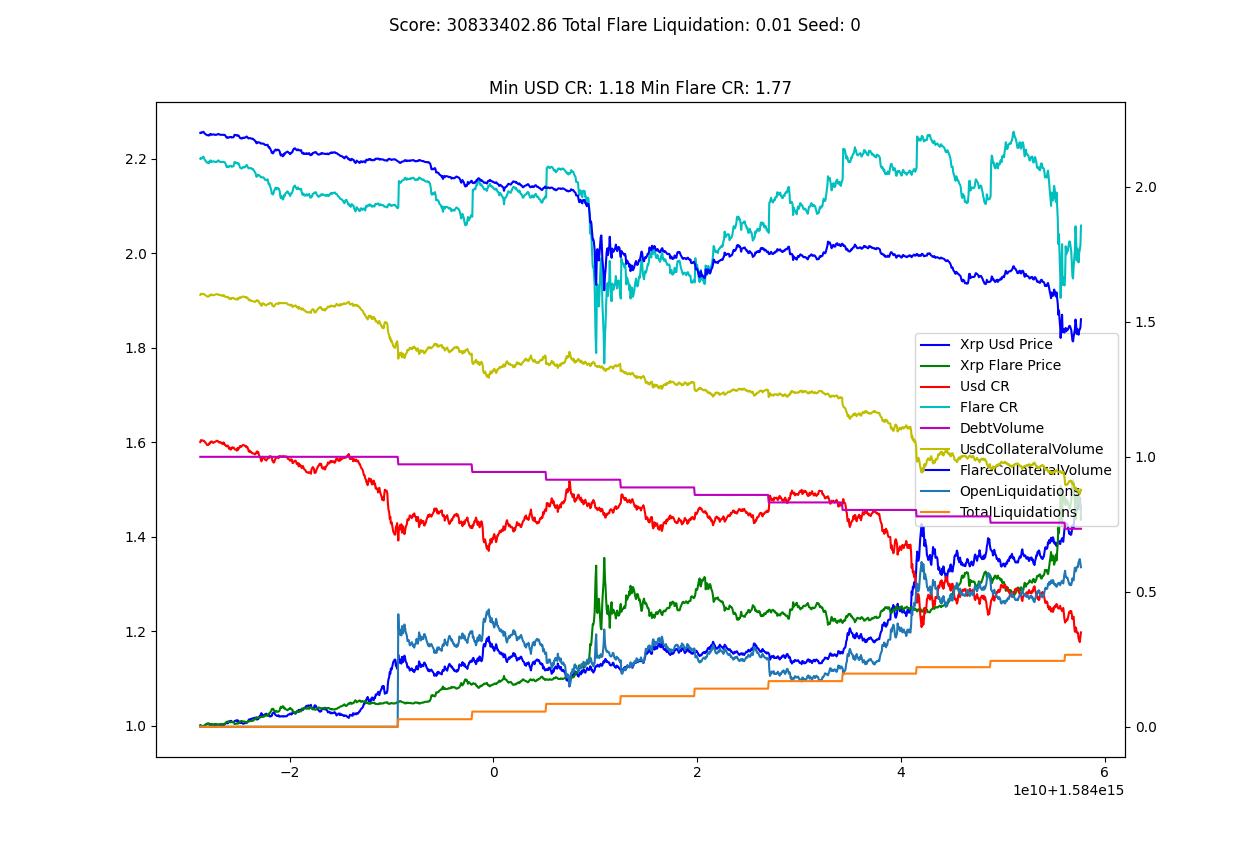 Score: 30833402.86 Total Flare Liquidation: 0.01 Seed: 0
Min USD CR: 1.18 Min Flare CR: 1.77
2.2
2.0
1.8
1.6
1.4
1.2
1.0
2.0
1.5
1.0
0.5
0.0
Xrp Usd Price
Xrp Flare Price
Usd CR
Flare CR
DebtVolume
UsdCollateralVolume
FlareCollateralVolume
OpenLiquidations
TotalLiquidations
−2 0 2 4 6
1e10+1.584e15